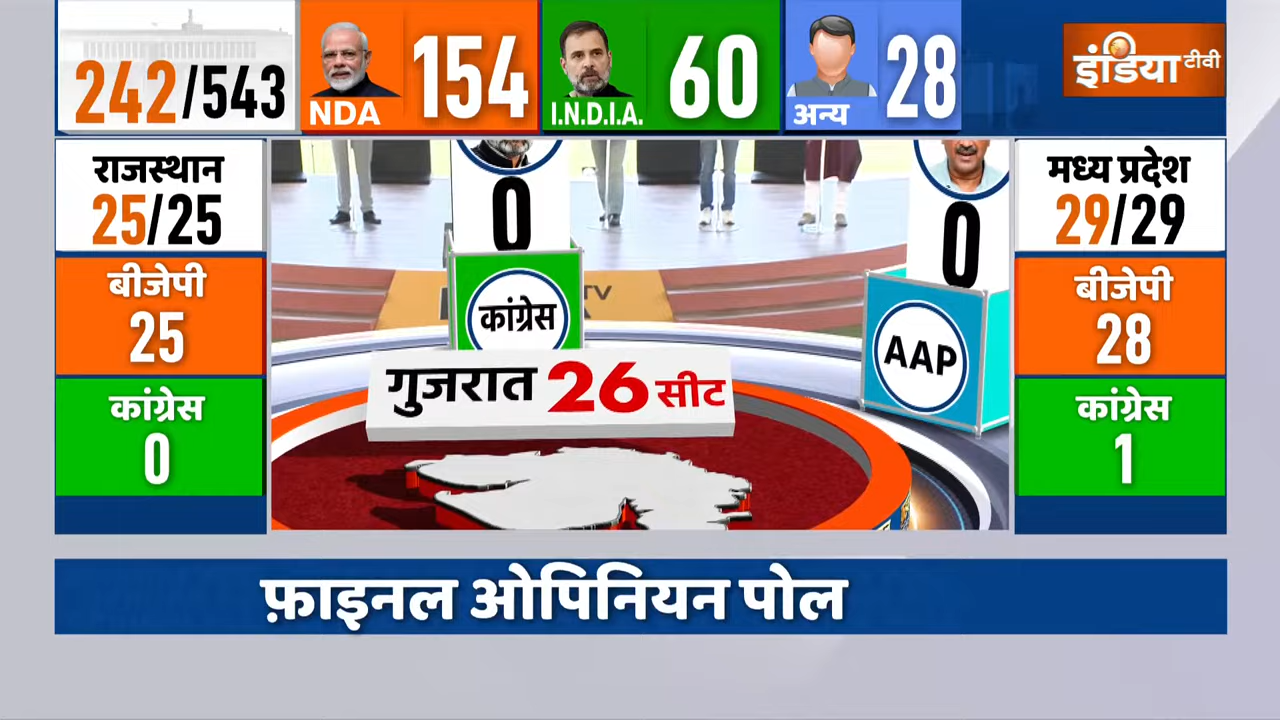 242/543
NDA
154
I.N.D.I.A.
60
अन्य
28
इंडिया टीवी
राजस्थान
25/25
बीजेपी
25
कांग्रेस
0
0
कांग्रेस
TV
0
AAP
गुजरात 26 सीट
मध्य प्रदेश
29/29
बीजेपी
28
कांग्रेस
1
फ़ाइनल ओपिनियन पोल